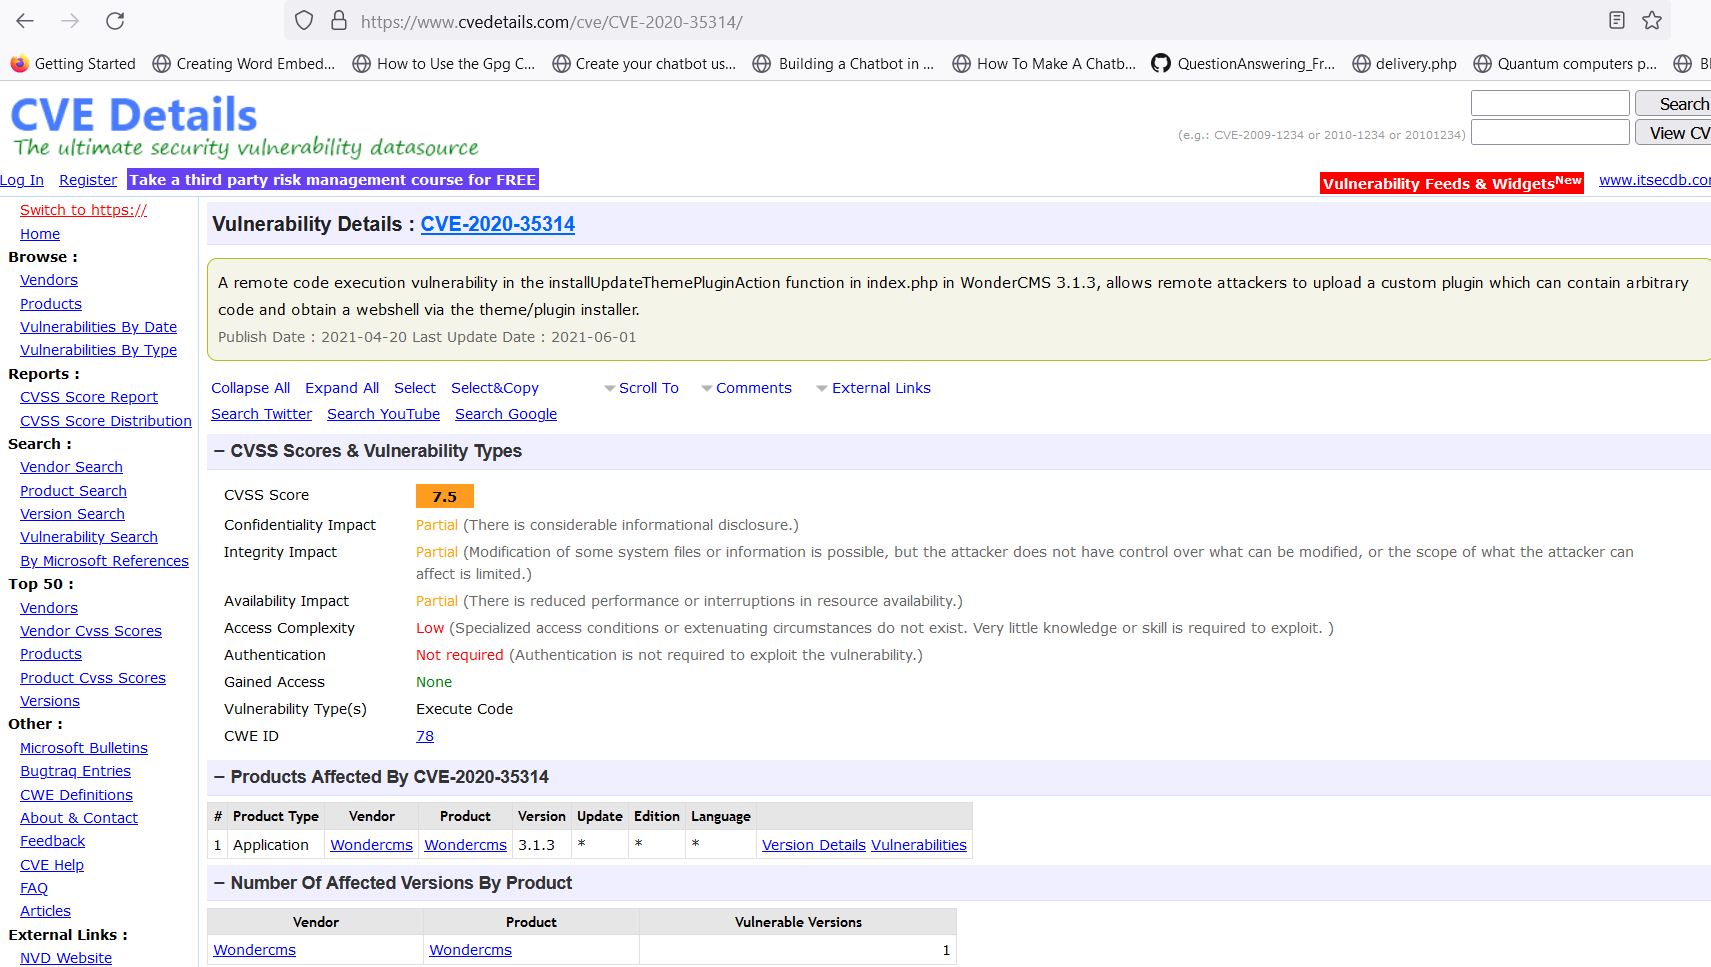 https://www.cvedetails.com/cve/CVE-2020-35314/
Getting Started Creating Word Embed... How to Use the Gpg C... Create your chatbot us... Building a Chatbot in ... How To Make A Chatb... QuestionAnswering_Fr... delivery.php Quantum computers p...
CVE Details
The ultimate security vulnerability datasource
Search
(e.g.: CVE-2009-1234 or 2010-1234 or 20101234)
View CV
Log In Register Take a third party risk management course for FREE
Vulnerability Feeds & Widgets New www.itsecdb.co
Switch to https://
Home
Browse :
Vendors
Products
Vulnerabilities By Date
Vulnerabilities By Type
Reports :
CVSS Score Report
CVSS Score Distribution
Search :
Vendor Search
Product Search
Version Search
Vulnerability Search
By Microsoft References
Top 50 :
Vendors
Vendor Cvss Scores
Products
Product Cvss Scores
Versions
Other :
Microsoft Bulletins
Bugtraq Entries
CWE Definitions
About & Contact
Feedback
CVE Help
FAQ
Articles
External Links :
NVD Website
Vulnerability Details : CVE-2020-35314
A remote code execution vulnerability in the installUpdateThemePluginAction function in index.php in WonderCMS 3.1.3, allows remote attackers to upload a custom plugin which can contain arbitrary
code and obtain a webshell via the theme/plugin installer.
Publish Date : 2021-04-20 Last Update Date : 2021-06-01
Collapse All Expand All Select Select&Copy Scroll To Comments External Links
Search Twitter Search YouTube Search Google
– CVSS Scores & Vulnerability Types
CVSS Score 7.5
Confidentiality Impact Partial (There is considerable informational disclosure.)
Integrity Impact Partial (Modification of some system files or information is possible, but the attacker does not have control over what can be modified, or the scope of what the attacker can
affect is limited.)
Availability Impact Partial (There is reduced performance or interruptions in resource availability.)
Access Complexity Low (Specialized access conditions or extenuating circumstances do not exist. Very little knowledge or skill is required to exploit. )
Authentication Not required (Authentication is not required to exploit the vulnerability.)
Gained Access None
Vulnerability Type(s) Execute Code
CWE ID 78
– Products Affected By CVE-2020-35314
# Product Type Vendor Product Version Update Edition Language
1 Application Wondercms Wondercms 3.1.3 * * * Version Details Vulnerabilities
– Number Of Affected Versions By Product
Vendor Product Vulnerable Versions
Wondercms Wondercms 1